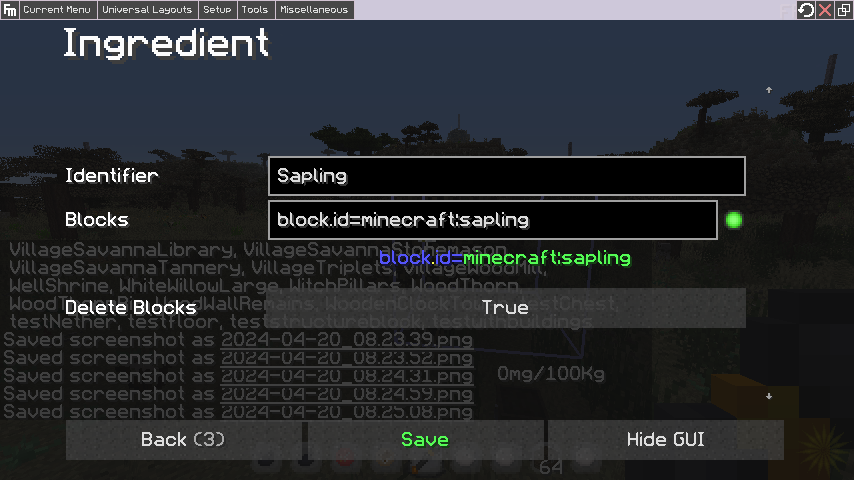 Fm Current Menu Universal Layouts Setup Tools Miscellaneous
Ingredient
Identifier Sapling
Blocks block.id=minecraft:sapling
VillageSavannaLibrary, VillageSavannaStonemason,
block.id=minecraft:sapling
VillageSavannaTannery, VillageTriplets, VillageWoodMill,
WellShrine, WhiteWillowLarge, WitchPillars, WoodThorn,
Delete Blocks True
testNether, testfloor, teststructureblock, testvillbuildings
Saved screenshot as 2024-04-20_08.23.39.png
Saved screenshot as 2024-04-20_08.23.52.png
Saved screenshot as 2024-04-20_08.24.31.png
0mg/100Kg
Saved screenshot as 2024-04-20_08.24.59.png
Saved screenshot as 2024-04-20_08.25.08.png
Back (3) Save Hide GUI
64